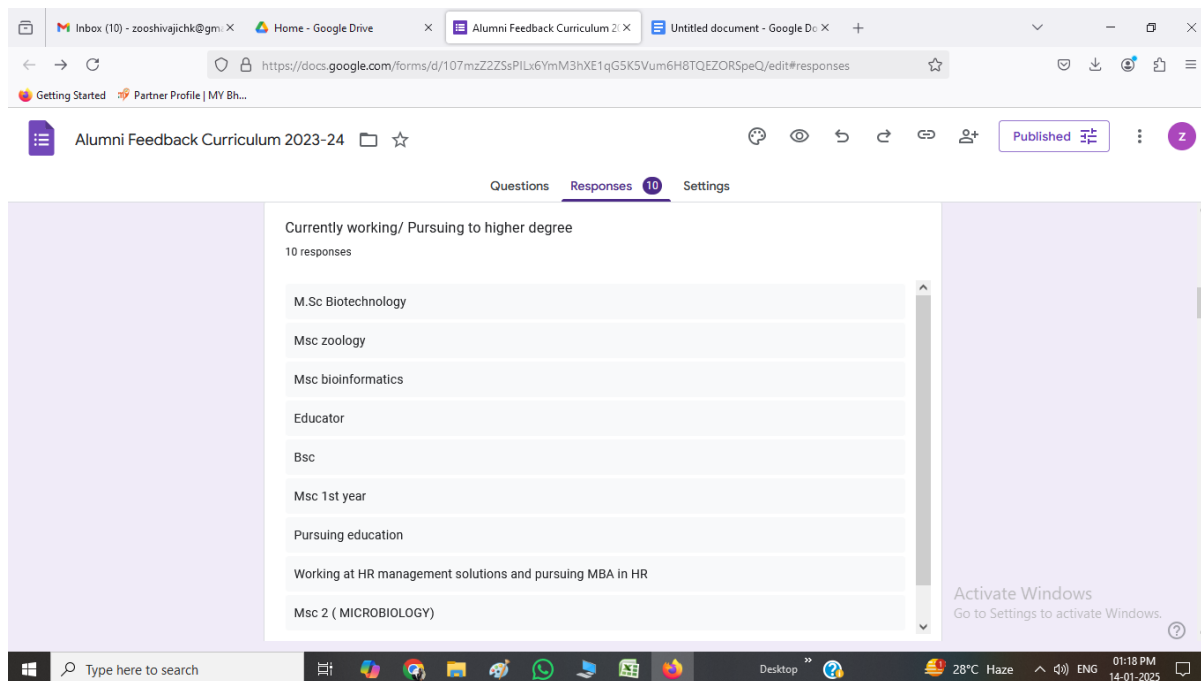 Inbox (10) - zooshivajichk@gm
Home - Google Drive
Alumni Feedback Curriculum 2
Untitled document - Google Do
https://docs.google.com/forms/d/107mzZ2ZSsPILx6YmM3hXE1qG5K5Vum6H8TQEZORSpeQ/edit#responses
Getting Started
Partner Profile | MY Bh...
Alumni Feedback Curriculum 2023-24
Published
Z
Questions
Responses 10
Settings
Currently working/ Pursuing to higher degree
10 responses
M.Sc Biotechnology
Msc zoology
Msc bioinformatics
Educator
Bsc
Msc 1st year
Pursuing education
Working at HR management solutions and pursuing MBA in HR
Msc 2 ( MICROBIOLOGY)
Activate Windows
Go to Settings to activate Windows.
Type here to search
Desktop
28°C Haze
ENG
01:18 PM
14-01-2025